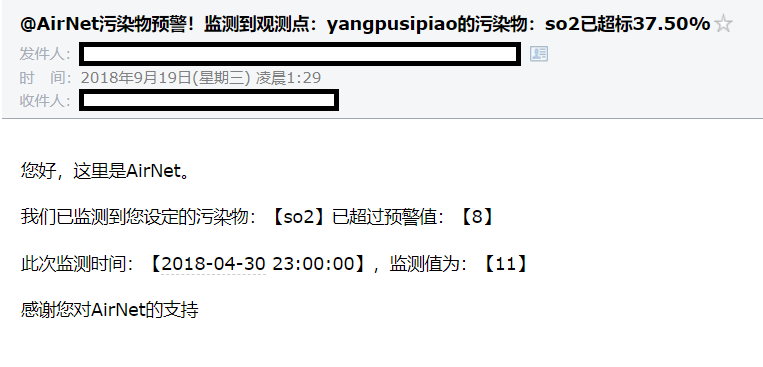 @AirNet污染物预警！监测到观测点：yangpusipiao的污染物：so2已超标37.50%
发件人：
时 间：2018年9月19日(星期三) 凌晨1:29
收件人：
您好，这里是AirNet。
我们已监测到您设定的污染物：【so2】已超过预警值：【8】
此次监测时间：【2018-04-30 23:00:00】，监测值为：【11】
感谢您对AirNet的支持